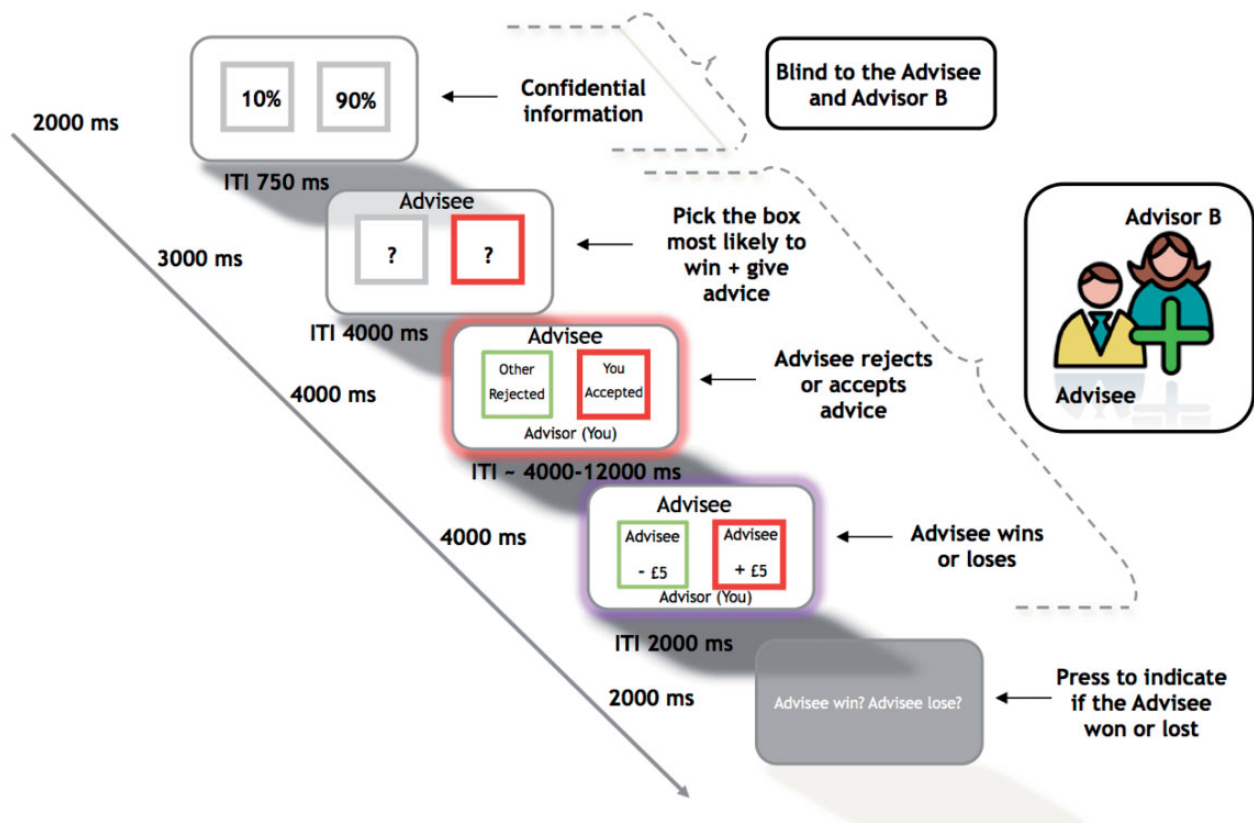 10%
90%
Confidential
information
Blind to the Advisee
and Advisor B
2000 ms
ITI 750 ms
Advisee
?
?
Pick the box
most likely to
win + give
advice
3000 ms
ITI 4000 ms
Advisor B
Advisee
Advisee
Other
Rejected
You
Accepted
Advisor (You)
Advisee rejects
or accepts
advice
4000 ms
ITI ~ 4000-12000 ms
Advisee
Advisee
- £5
Advisee
+ £5
Advisor (You)
Advisee wins
or loses
4000 ms
ITI 2000 ms
Advisee win? Advisee lose?
Press to indicate
if the Advisee
won or lost
2000 ms